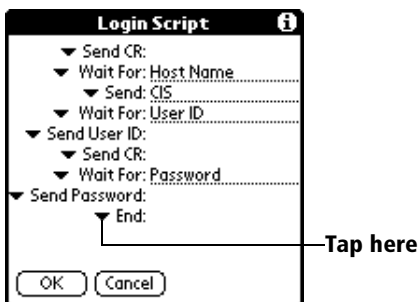 Login Script
Send CR:
Wait For: Host Name
Send: CIS
Wait For: User ID
Send User ID:
Send CR:
Wait For: Password
Send Password:
End:
Tap here
OK Cancel